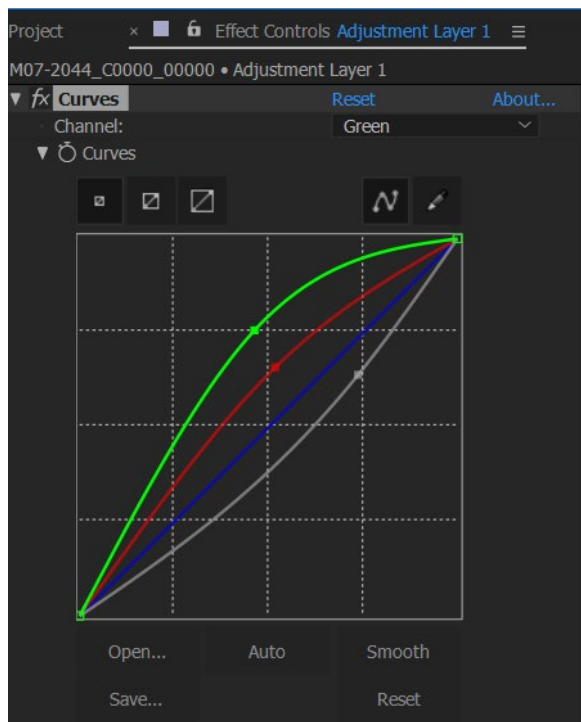 Project × Effect Controls Adjustment Layer 1
M07-2044_C0000_00000 • Adjustment Layer 1
fx Curves Reset About...
Channel: Green
Curves
Open... Auto Smooth
Save... Reset